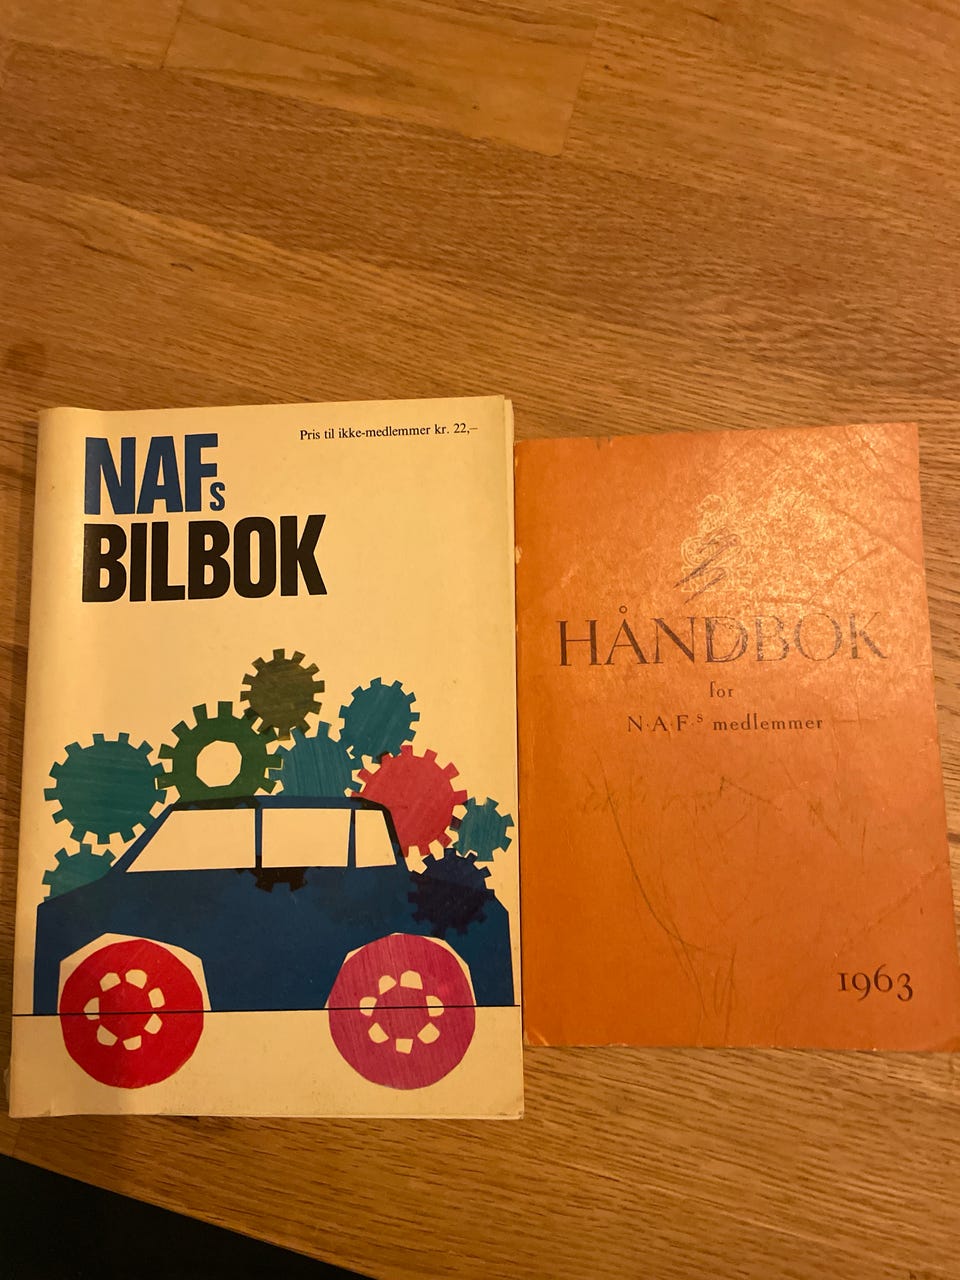 Pris til ikke-medlemmer kr. 22,–
NAFs
BILBOK
HÅNDBOK
for
N·A·F·s medlemmer
1963